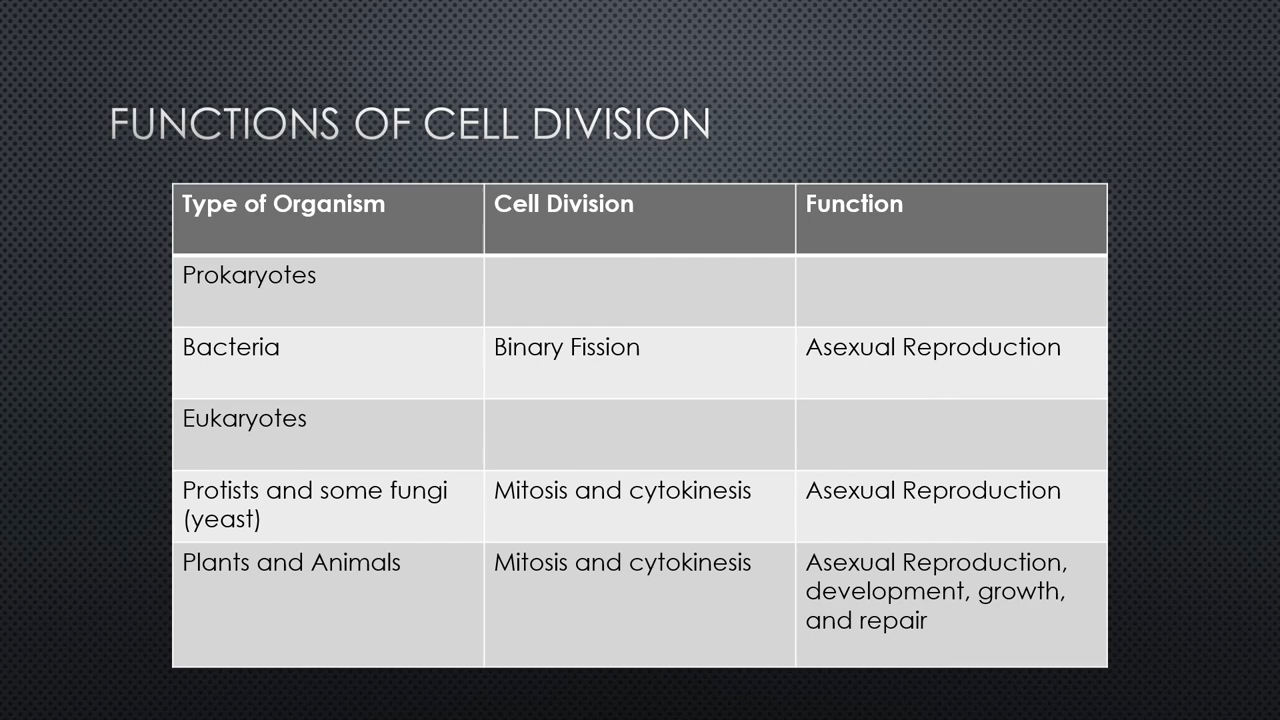 FUNCTIONS OF CELL DIVISION
Type of Organism
Cell Division
Function
Prokaryotes
Bacteria
Binary Fission
Asexual Reproduction
Eukaryotes
Protists and some fungi
(yeast)
Mitosis and cytokinesis
Asexual Reproduction
Plants and Animals
Mitosis and cytokinesis
Asexual Reproduction,
development, growth,
and repair